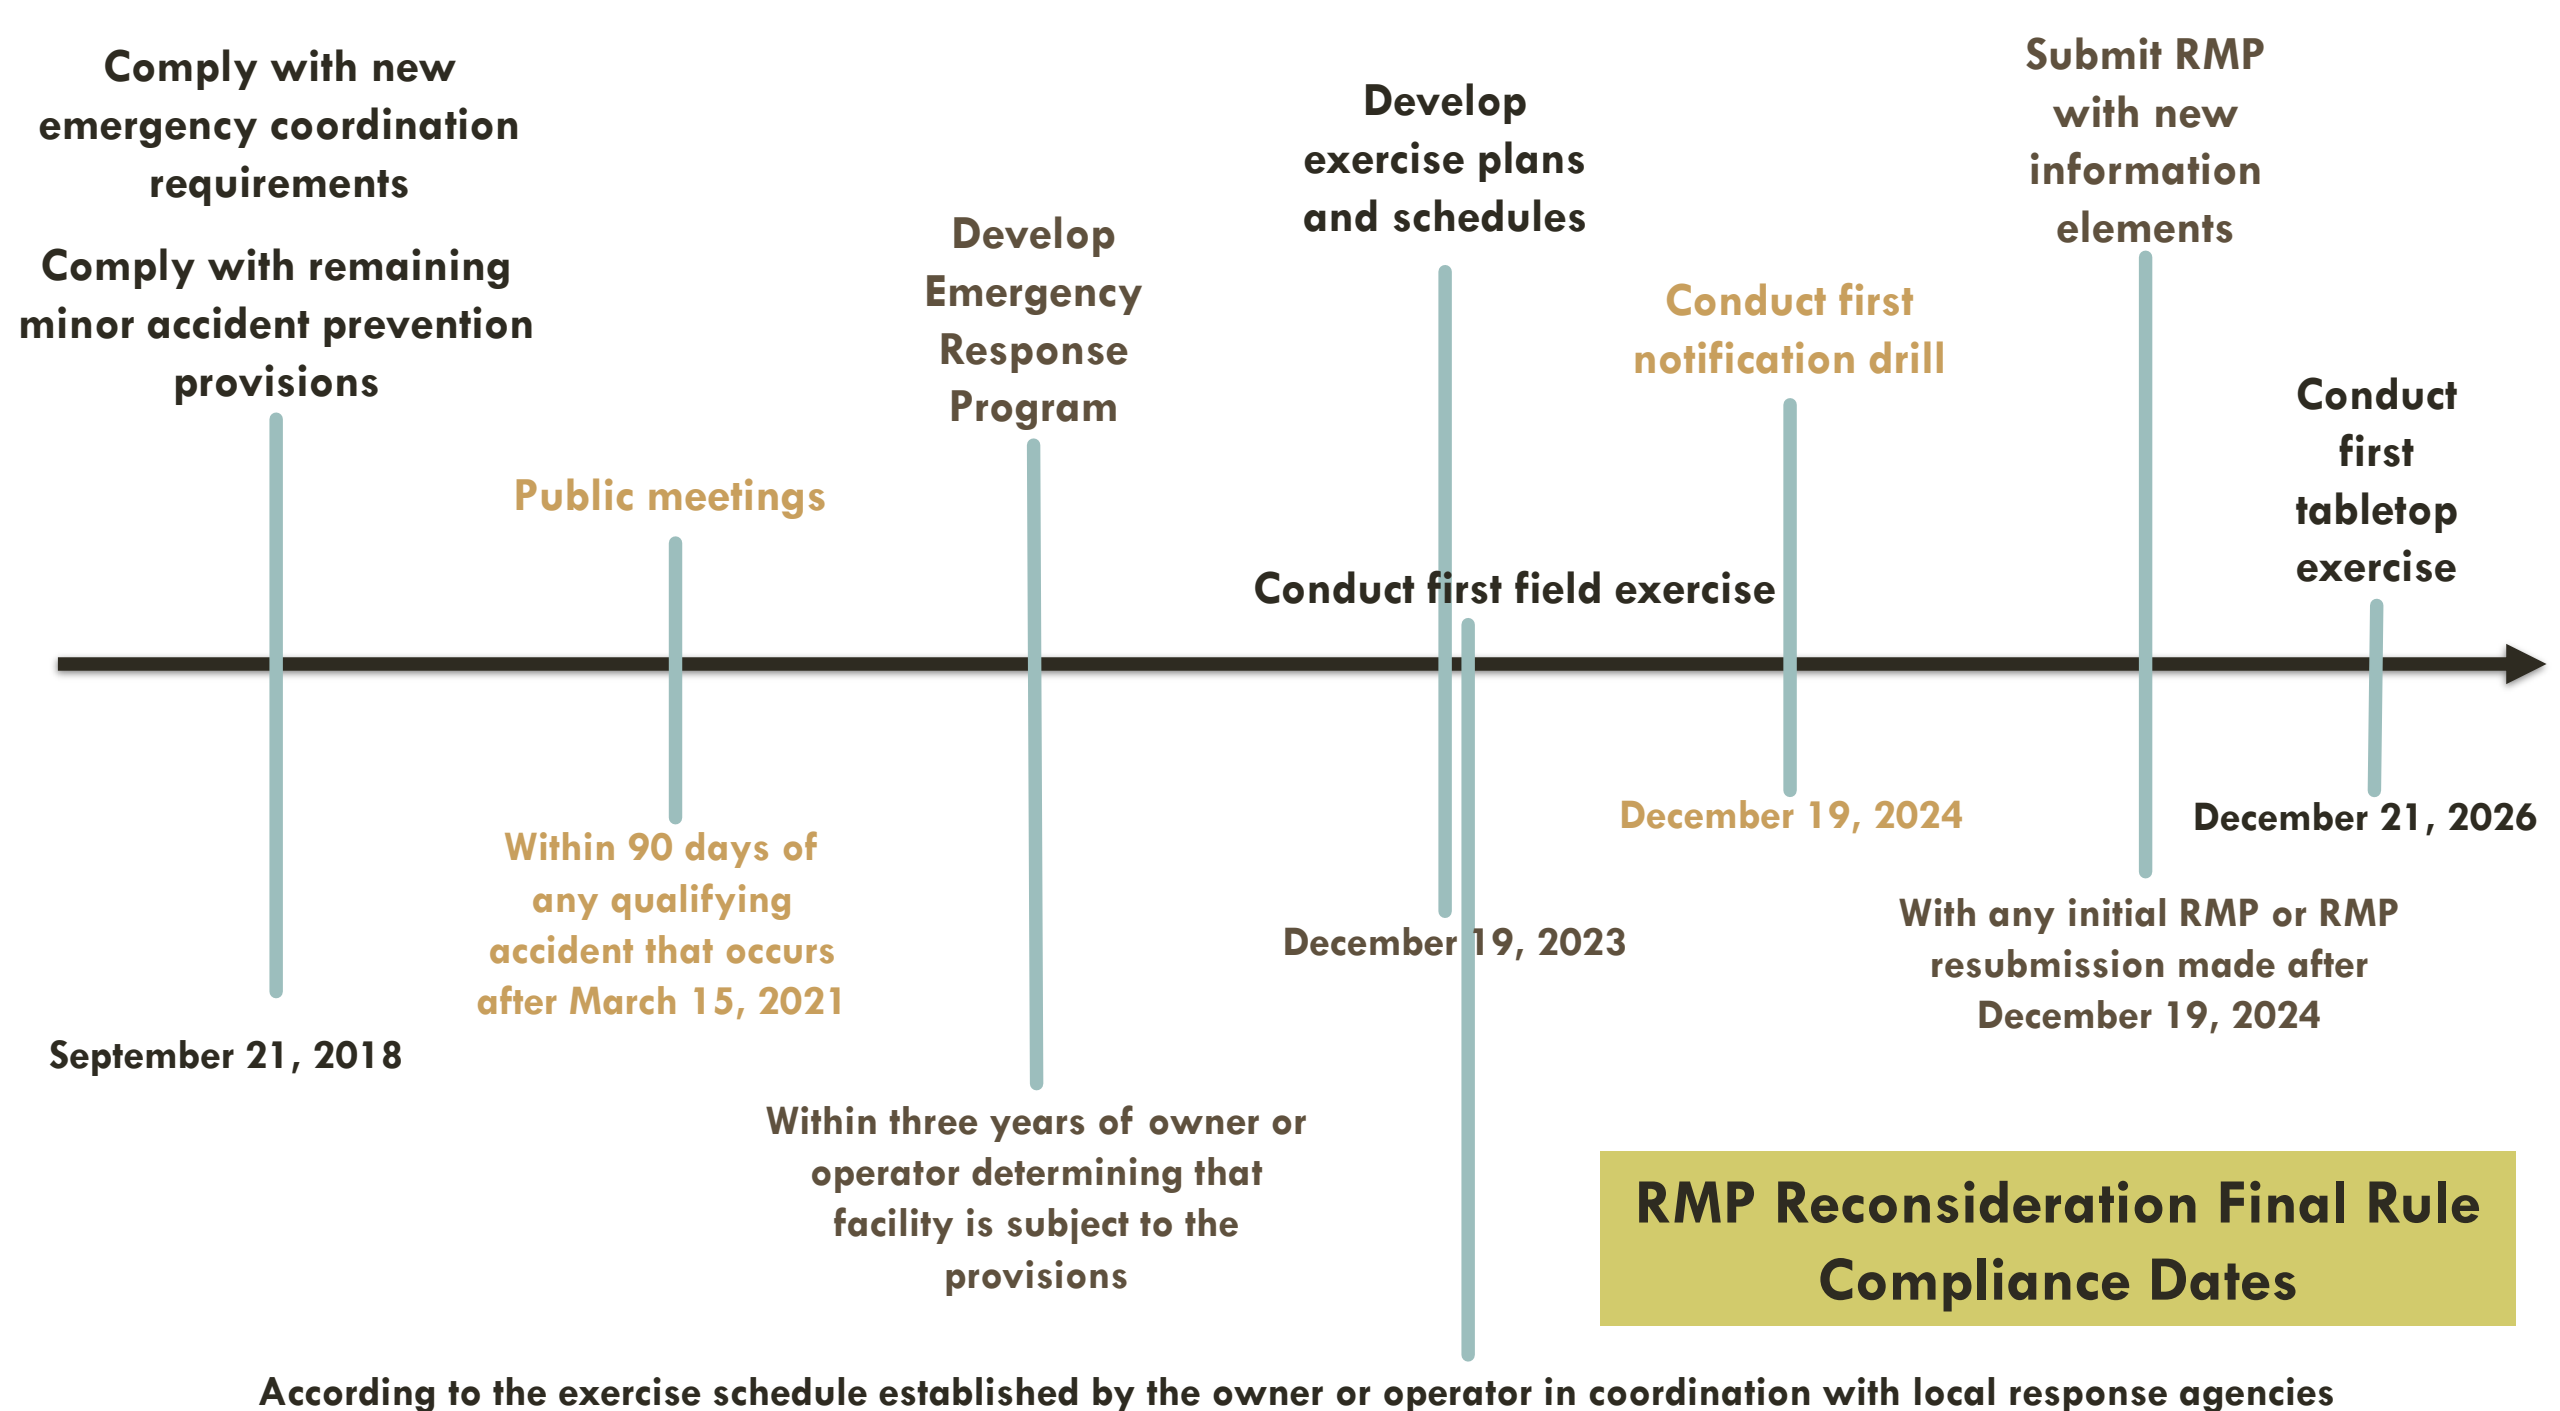 Comply with new
emergency coordination
requirements
Comply with remaining
minor accident prevention
provisions
September 21, 2018
Public meetings
Within 90 days of
any qualifying
accident that occurs
after March 15, 2021
Develop
Emergency
Response
Program
Within three years of owner or
operator determining that
facility is subject to the
provisions
Develop
exercise plans
and schedules
December 19, 2023
Conduct first field exercise
According to the exercise schedule established by the owner or operator in coordination with local response agencies
Conduct first
notification drill
December 19, 2024
Submit RMP
with new
information
elements
With any initial RMP or RMP
resubmission made after
December 19, 2024
Conduct
first
tabletop
exercise
December 21, 2026
RMP Reconsideration Final Rule
Compliance Dates